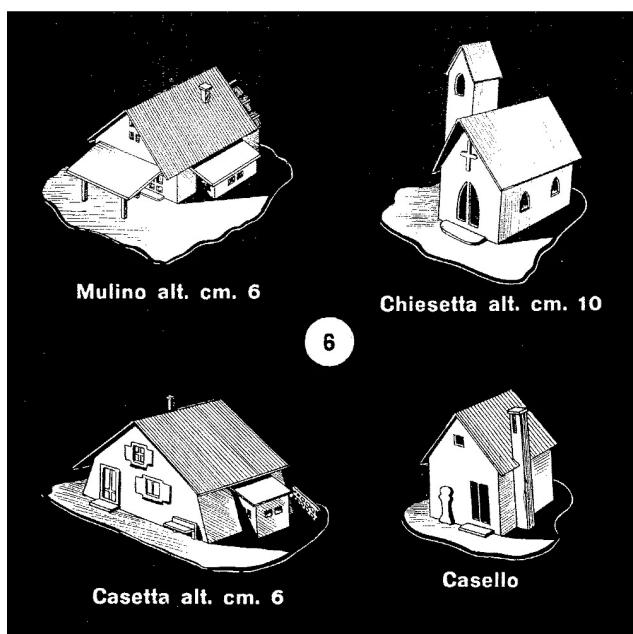 Mulino alt. cm. 6
Chiesetta alt. cm. 10
6
Casetta alt. cm. 6
Casello